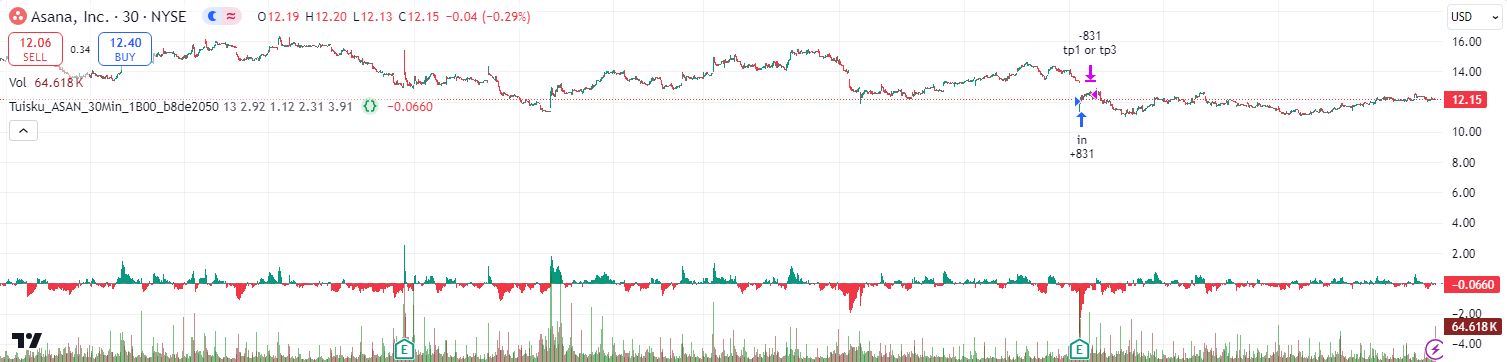 Asana, Inc. · 30 · NYSE O12.19 H12.20 L12.13 C12.15 −0.04 (−0.29%)
USD
12.06
SELL
0.34
12.40
BUY
Vol 64.618K
Tuisku_ASAN_30Min_1B00_b8de2050 13 2.92 1.12 2.31 3.91 {} −0.0660
-831
tp1 or tp3
in
+831
16.00
14.00
12.15
10.00
8.00
6.00
4.00
2.00
−0.0660
−2.00
64.618K
−4.00
E
E